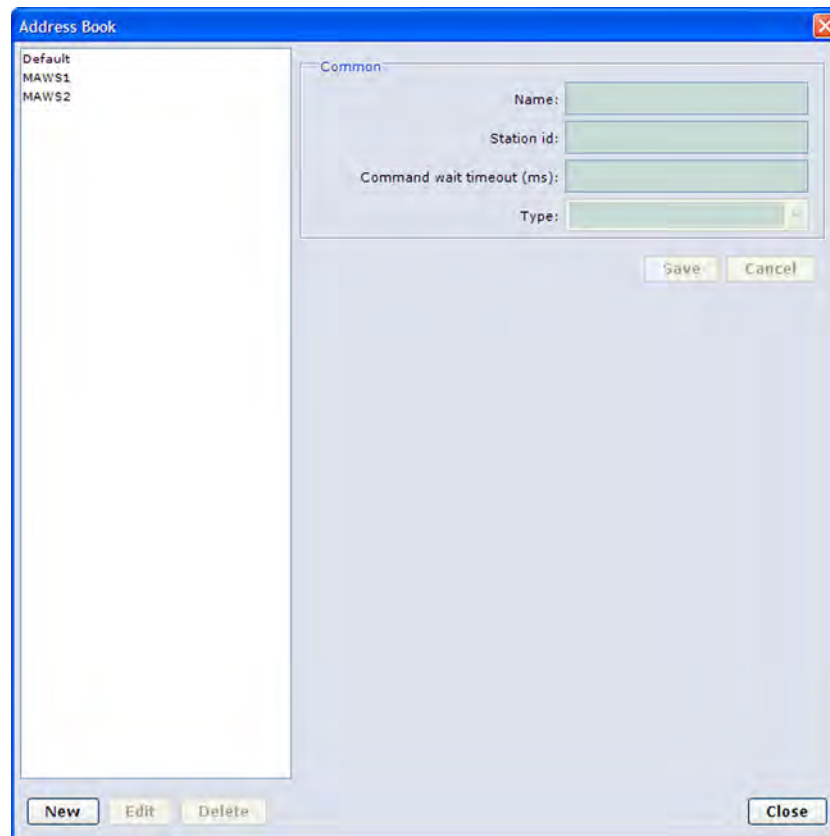 Address Book
Default
MAWS1
MAWS2
Common
Name:
Station id:
Command wait timeout (ms):
Type:
Save Cancel
New Edit Delete Close